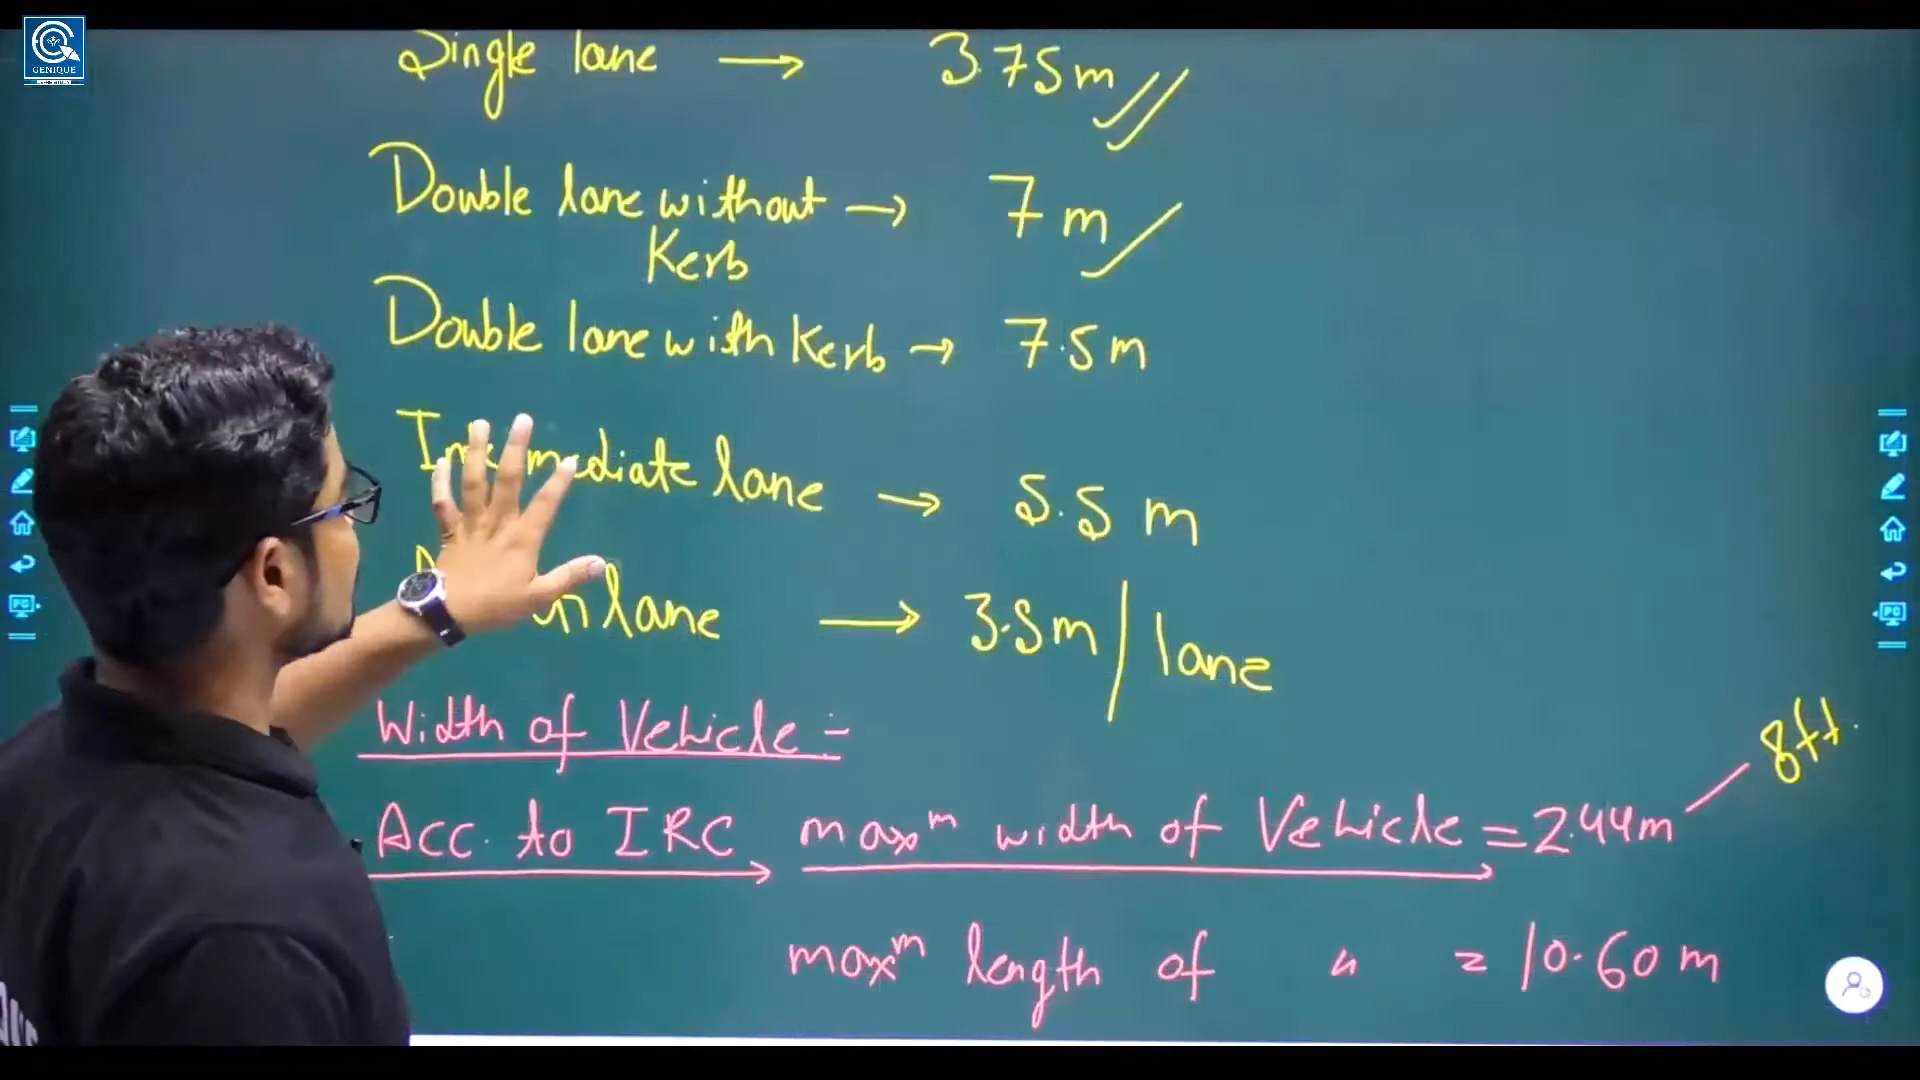 GENIQUE
Single lane → 3.75m
Double lane without → 7 m
Kerb
Double lane with Kerb → 7.5m
lane → 5.5 m
lane → 3.5m / lane
Width of Vehicle :-
8ft.
Acc. to IRC maxᵐ width of Vehicle = 2.44m
maxᵐ length of " = 10.60 m